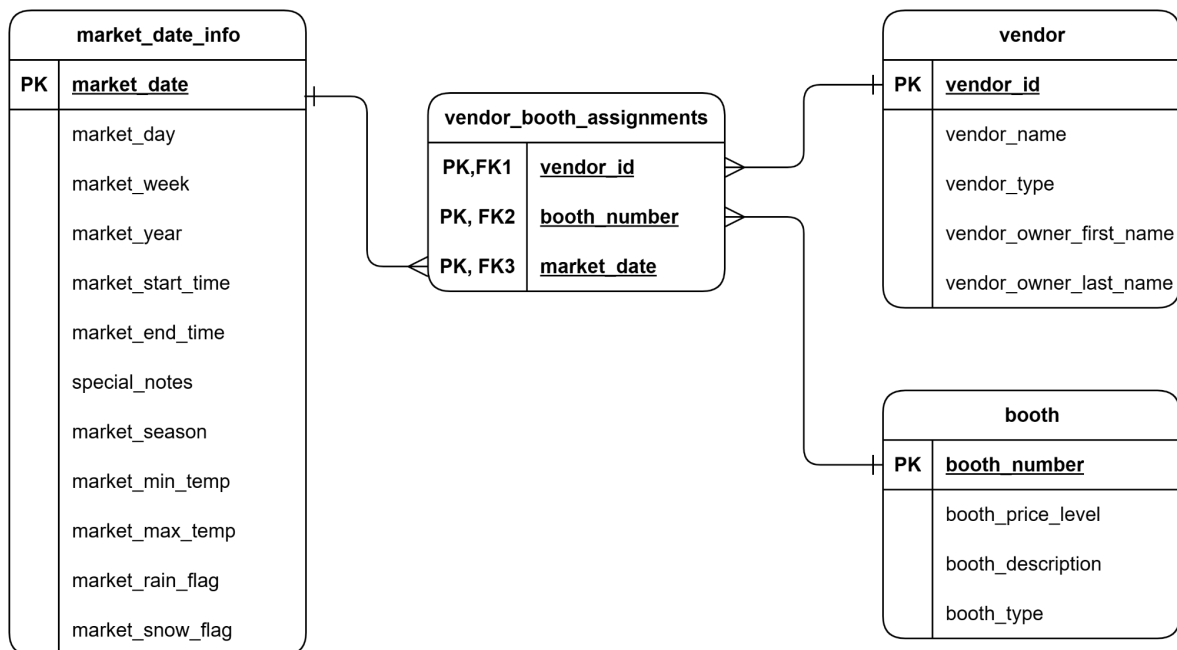 market_date_info
PK market_date
market_day
market_week
market_year
market_start_time
market_end_time
special_notes
market_season
market_min_temp
market_max_temp
market_rain_flag
market_snow_flag
vendor_booth_assignments
PK,FK1 vendor_id
PK, FK2 booth_number
PK, FK3 market_date
vendor
PK vendor_id
vendor_name
vendor_type
vendor_owner_first_name
vendor_owner_last_name
booth
PK booth_number
booth_price_level
booth_description
booth_type